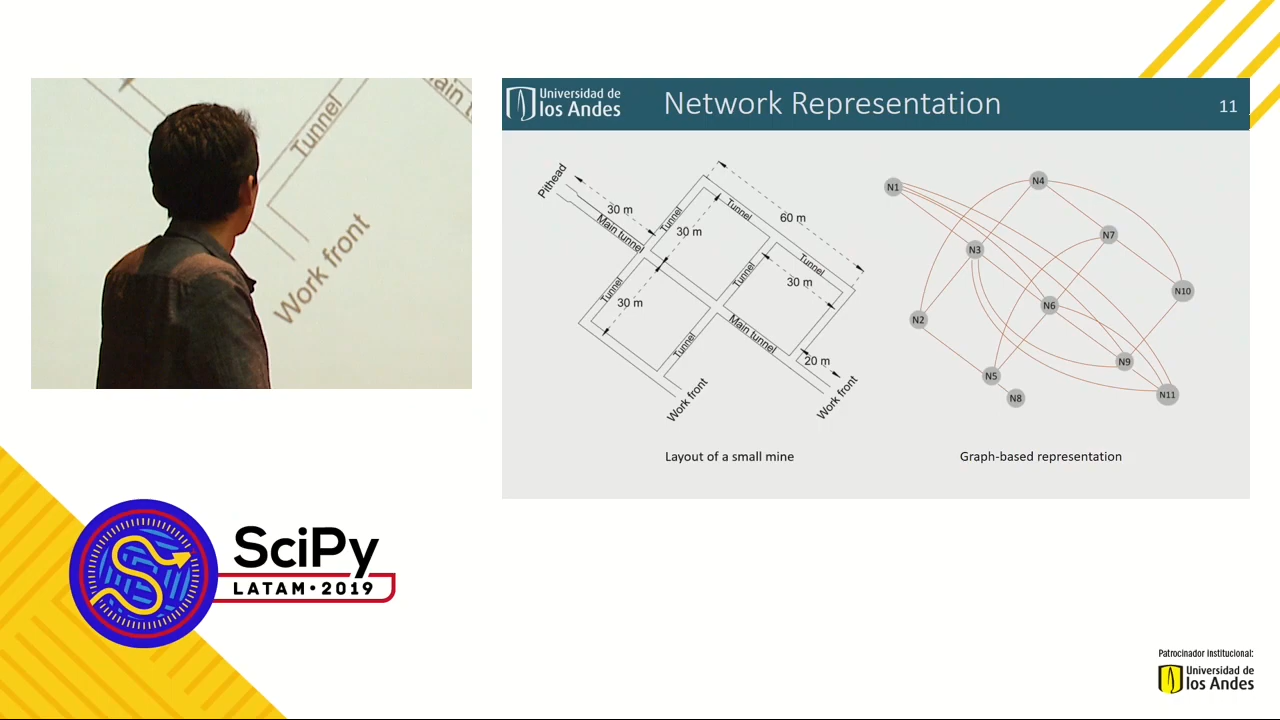 Tunnel
Main
Work front
Universidad de
los Andes
Network Representation
11
Pithead
30 m
Main tunnel
Tunnel
30 m
Tunnel
60 m
Tunnel
30 m
Tunnel
Tunnel
30 m
Main tunnel
Tunnel
20 m
Work front
Work front
Layout of a small mine
N1
N4
N7
N3
N10
N6
N2
N9
N5
N8
N11
Graph-based representation
SciPy
LATAM•2019
Patrocinador institucional:
Universidad de
los Andes